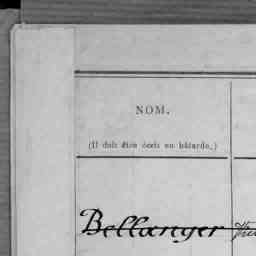 NOM.
(Il doit être écrit en bâtarde.)
Bellanger